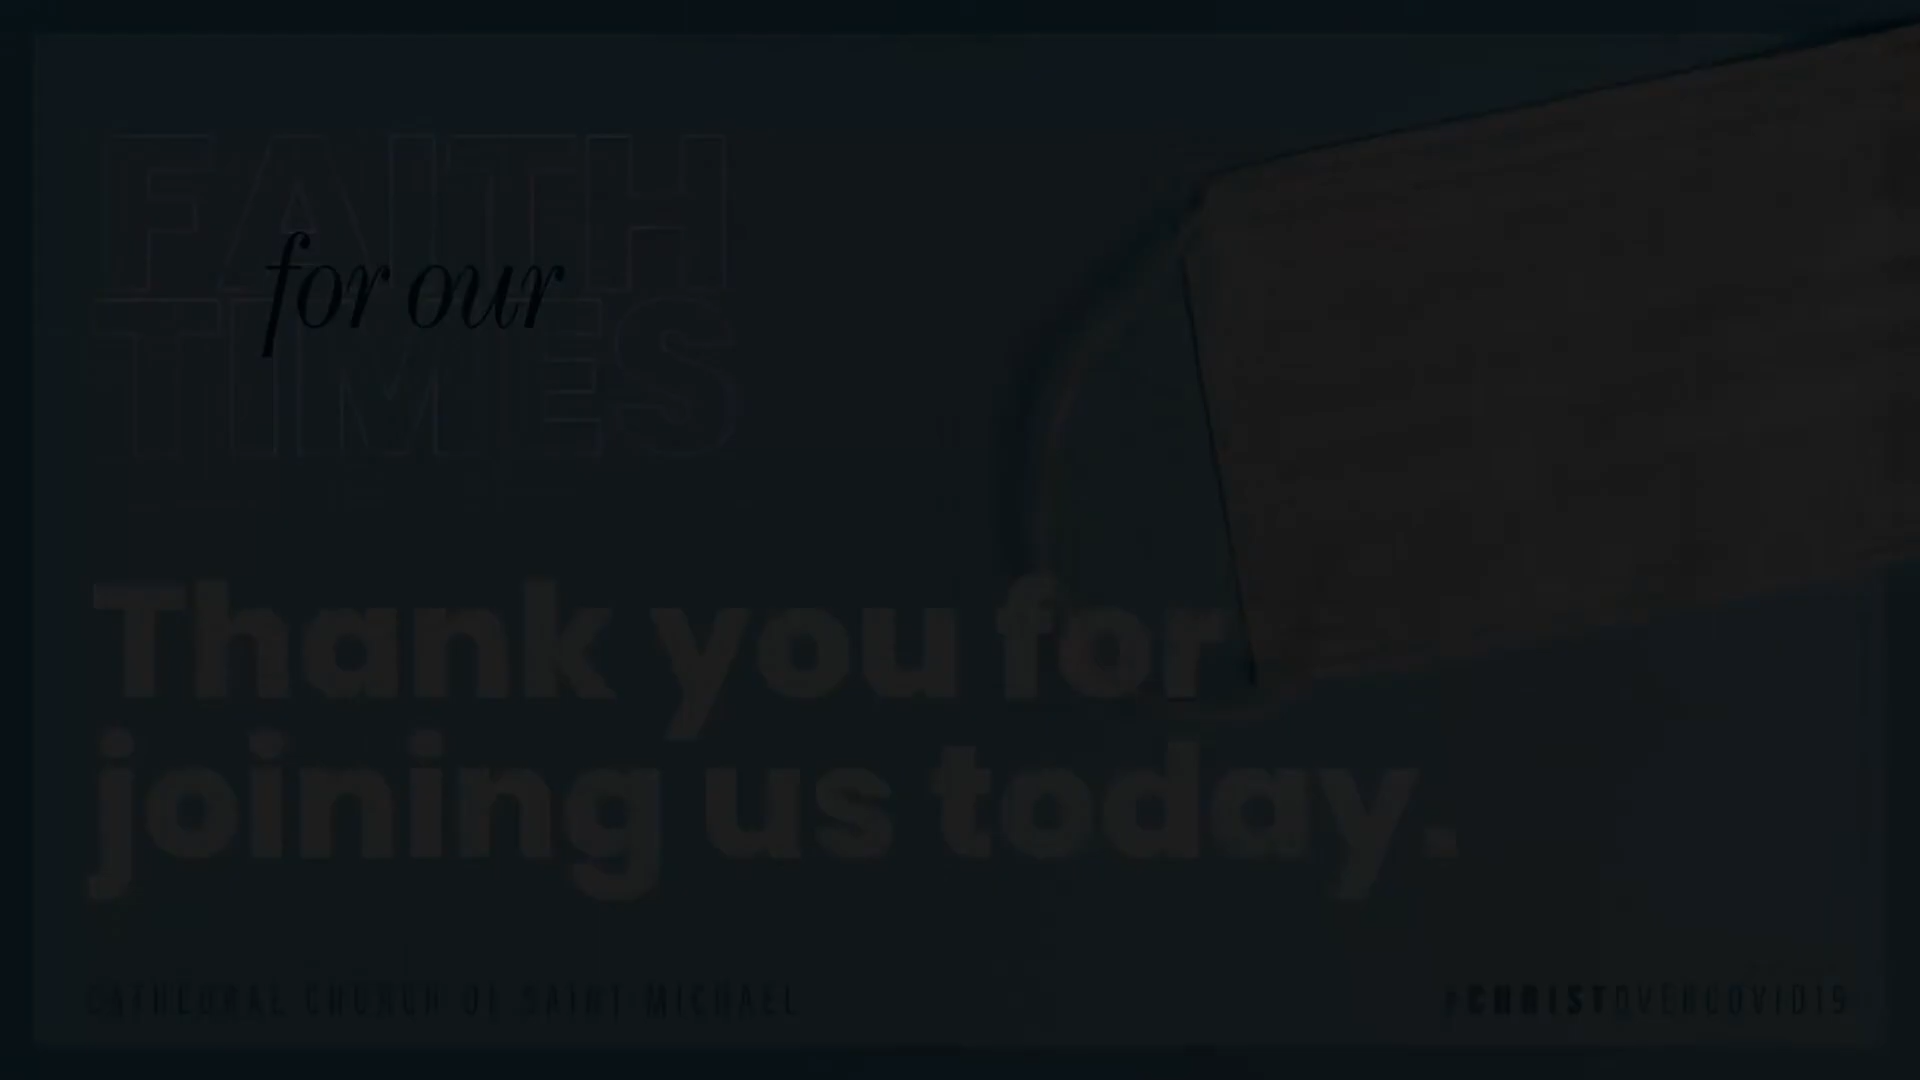 FAITH
for our
TIMES
Thank you for
joining us today.
CATHEDRAL CHURCH OF SAINT MICHAEL
#CHRISTOVERCOVID19